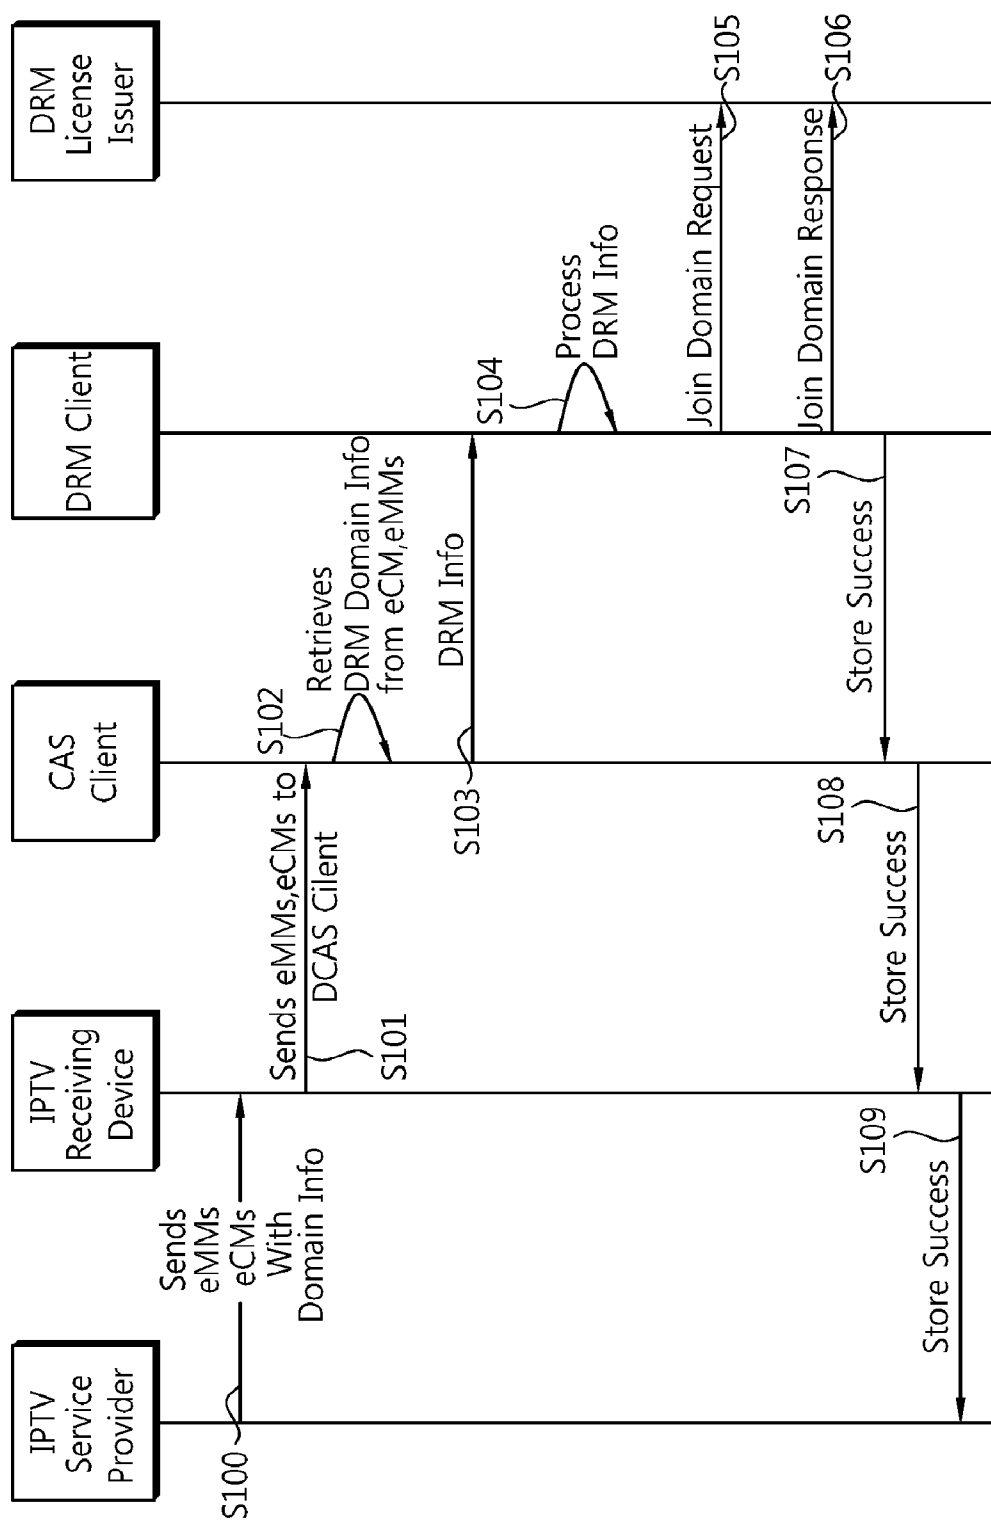 IPTV
Service
Provider
IPTV
Receiving
Device
CAS
Client
DRM Client
DRM
License
Issuer
S100
Sends
eMMs
eCMs
With
Domain Info
Sends eMMs,eCMs to
DCAS Cilent
S101
S102
Retrieves
DRM Domain Info
from eCM,eMMs
DRM Info
S103
S104
Process
DRM Info
Join Domain Request
S105
Join Domain Response
S106
S107
Store Success
S108
Store Success
S109
Store Success